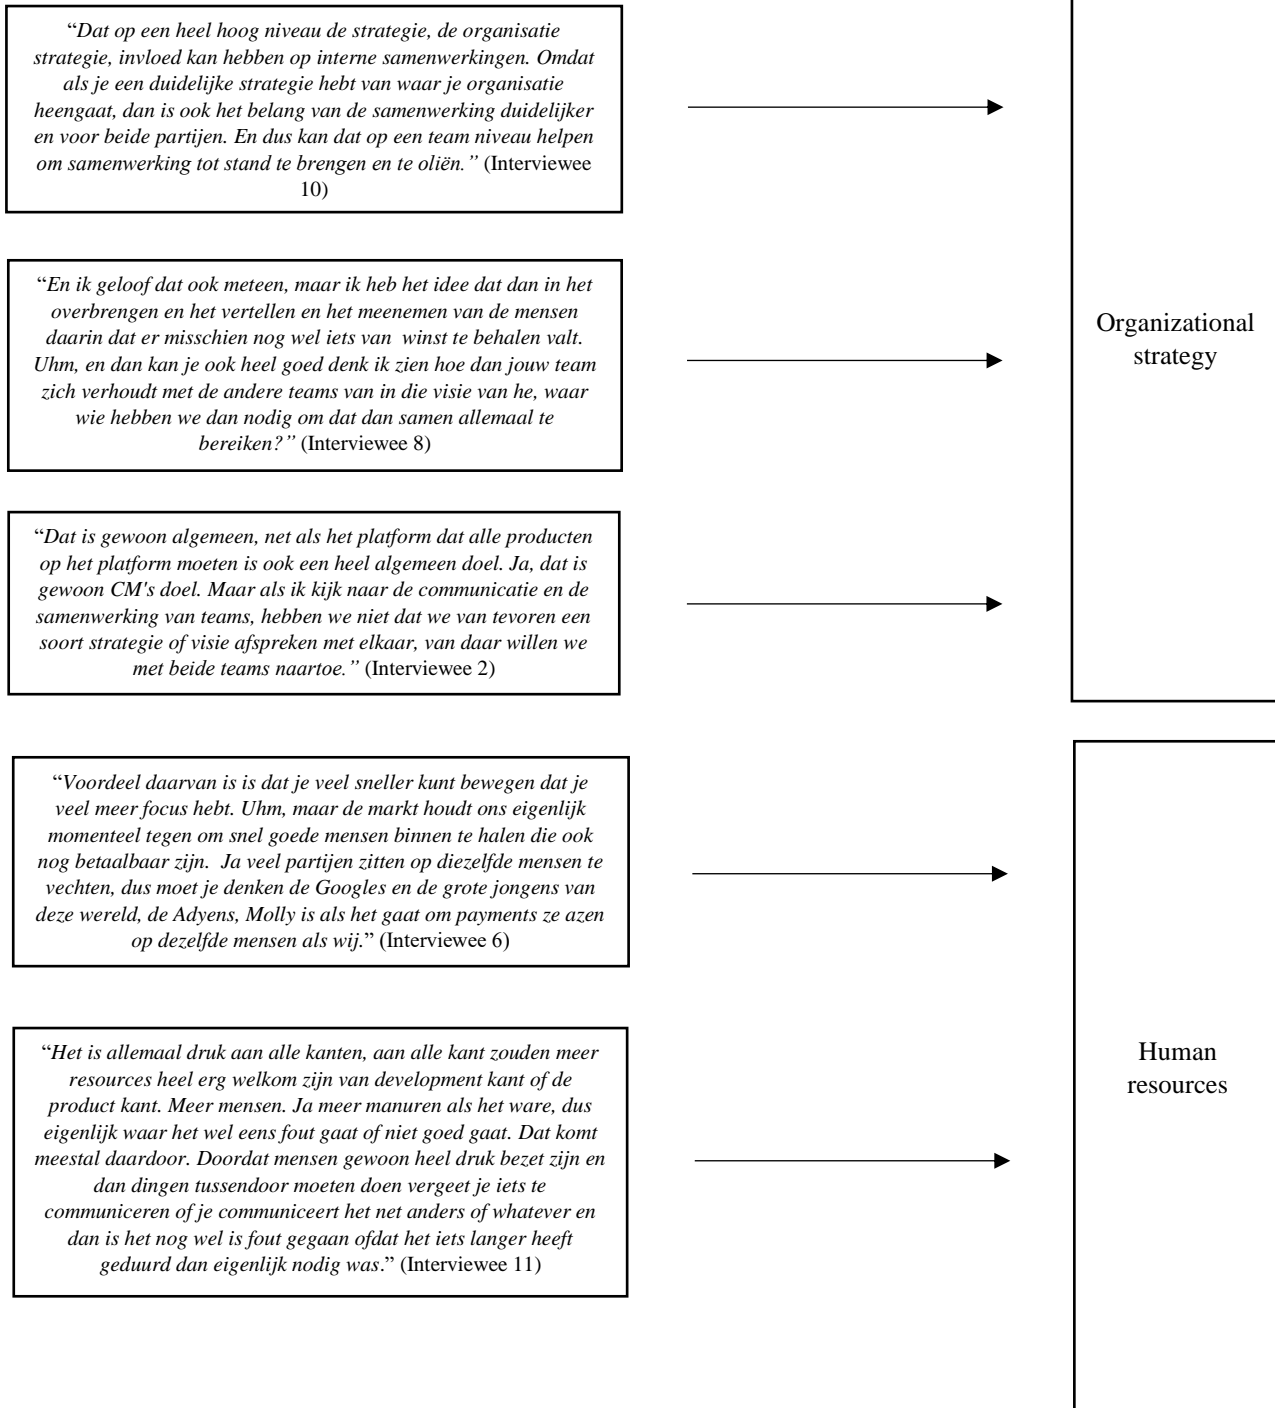 “Dat op een heel hoog niveau de strategie, de organisatie
strategie, invloed kan hebben op interne samenwerkingen. Omdat
als je een duidelijke strategie hebt van waar je organisatie
heengaat, dan is ook het belang van de samenwerking duidelijker
en voor beide partijen. En dus kan dat op een team niveau helpen
om samenwerking tot stand te brengen en te oliën.” (Interviewee
10)
“En ik geloof dat ook meteen, maar ik heb het idee dat dan in het
overbrengen en het vertellen en het meenemen van de mensen
daarin dat er misschien nog wel iets van winst te behalen valt.
Uhm, en dan kan je ook heel goed denk ik zien hoe dan jouw team
zich verhoudt met de andere teams van in die visie van he, waar
wie hebben we dan nodig om dat dan samen allemaal te
bereiken?” (Interviewee 8)
“Dat is gewoon algemeen, net als het platform dat alle producten
op het platform moeten is ook een heel algemeen doel. Ja, dat is
gewoon CM's doel. Maar als ik kijk naar de communicatie en de
samenwerking van teams, hebben we niet dat we van tevoren een
soort strategie of visie afspreken met elkaar, van daar willen we
met beide teams naartoe.” (Interviewee 2)
Organizational
strategy
“Voordeel daarvan is is dat je veel sneller kunt bewegen dat je
veel meer focus hebt. Uhm, maar de markt houdt ons eigenlijk
momenteel tegen om snel goede mensen binnen te halen die ook
nog betaalbaar zijn. Ja veel partijen zitten op diezelfde mensen te
vechten, dus moet je denken de Googles en de grote jongens van
deze wereld, de Adyens, Molly is als het gaat om payments ze azen
op dezelfde mensen als wij.” (Interviewee 6)
“Het is allemaal druk aan alle kanten, aan alle kant zouden meer
resources heel erg welkom zijn van development kant of de
product kant. Meer mensen. Ja meer manuren als het ware, dus
eigenlijk waar het wel eens fout gaat of niet goed gaat. Dat komt
meestal daardoor. Doordat mensen gewoon heel druk bezet zijn en
dan dingen tussendoor moeten doen vergeet je iets te
communiceren of je communiceert het net anders of whatever en
dan is het nog wel is fout gegaan ofdat het iets langer heeft
geduurd dan eigenlijk nodig was.” (Interviewee 11)
Human
resources